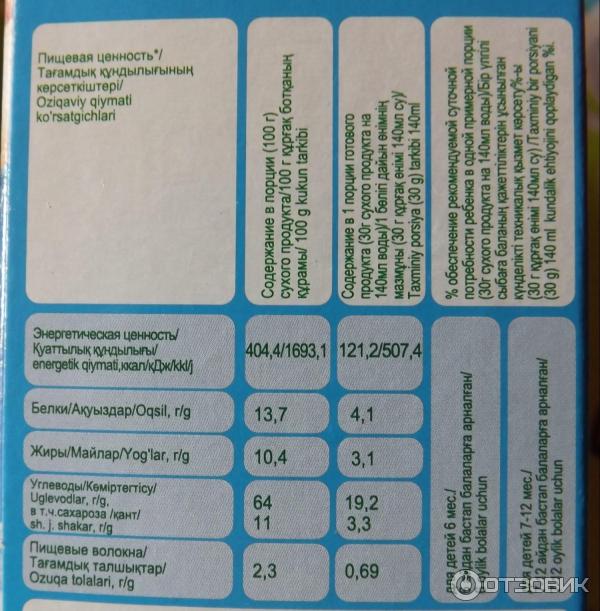 Пищевая ценность*/
Тағамдық құндылығының
көрсеткіштері/
Oziqaviy qiymati
ko'rsatgichlari
Содержание в порции (100 г)
сухого продукта/100 г құрғақ ботқаның
құрамы/ 100 g kukun tarkibi
Содержание в 1 порции готового
продукта (30г сухого продукта на
140мл воды)/1 бөлігі дайын өнімнің
мазмұны (30 г құрғақ өнімі 140мл су)/
Taxminiy porsiya (30 g) tarkibi 140ml
% обеспечение рекомендуемой суточной
потребности ребенка в одной примерной порции
(30г сухого продукта на 140мл воды)/Бір үлгілі
сыбаға баланың қажеттіліктерін ұсынылған
күнделікті техникалық қызмет көрсету%-ы
(30 г құрғақ өнімі 140мл су) /Taxminiy bir porsiyani
(30 g) 140 ml kundalik ehtiyojini qoplaydigan %i.
Энергетическая ценность/
Қуаттылық құндылығы/
energetik qiymati,ккал/кДж/kkl/j
404,4/1693,1
121,2/507,4
Белки/Ақуыздар/Oqsil, г/g
13,7
4,1
Жиры/Майлар/Yog'lar, г/g
10,4
3,1
Углеводы/Көміртегтісу/
Uglevodlar, г/g,
в т.ч.сахароза /қант/
sh. j. shakar, г/g
64
11
19,2
3,3
Пищевые волокна/
Тағамдық талшықтар/
Ozuqa tolalari, г/g
2,3
0,69
для детей 6 мес./
айдан бастап балаларға арналған/
oylik bolalar uchun
для детей 7-12 мес./
12 айдан бастап балаларға арналған/
12 oylik bolalar uchun
ОТЗОВИК